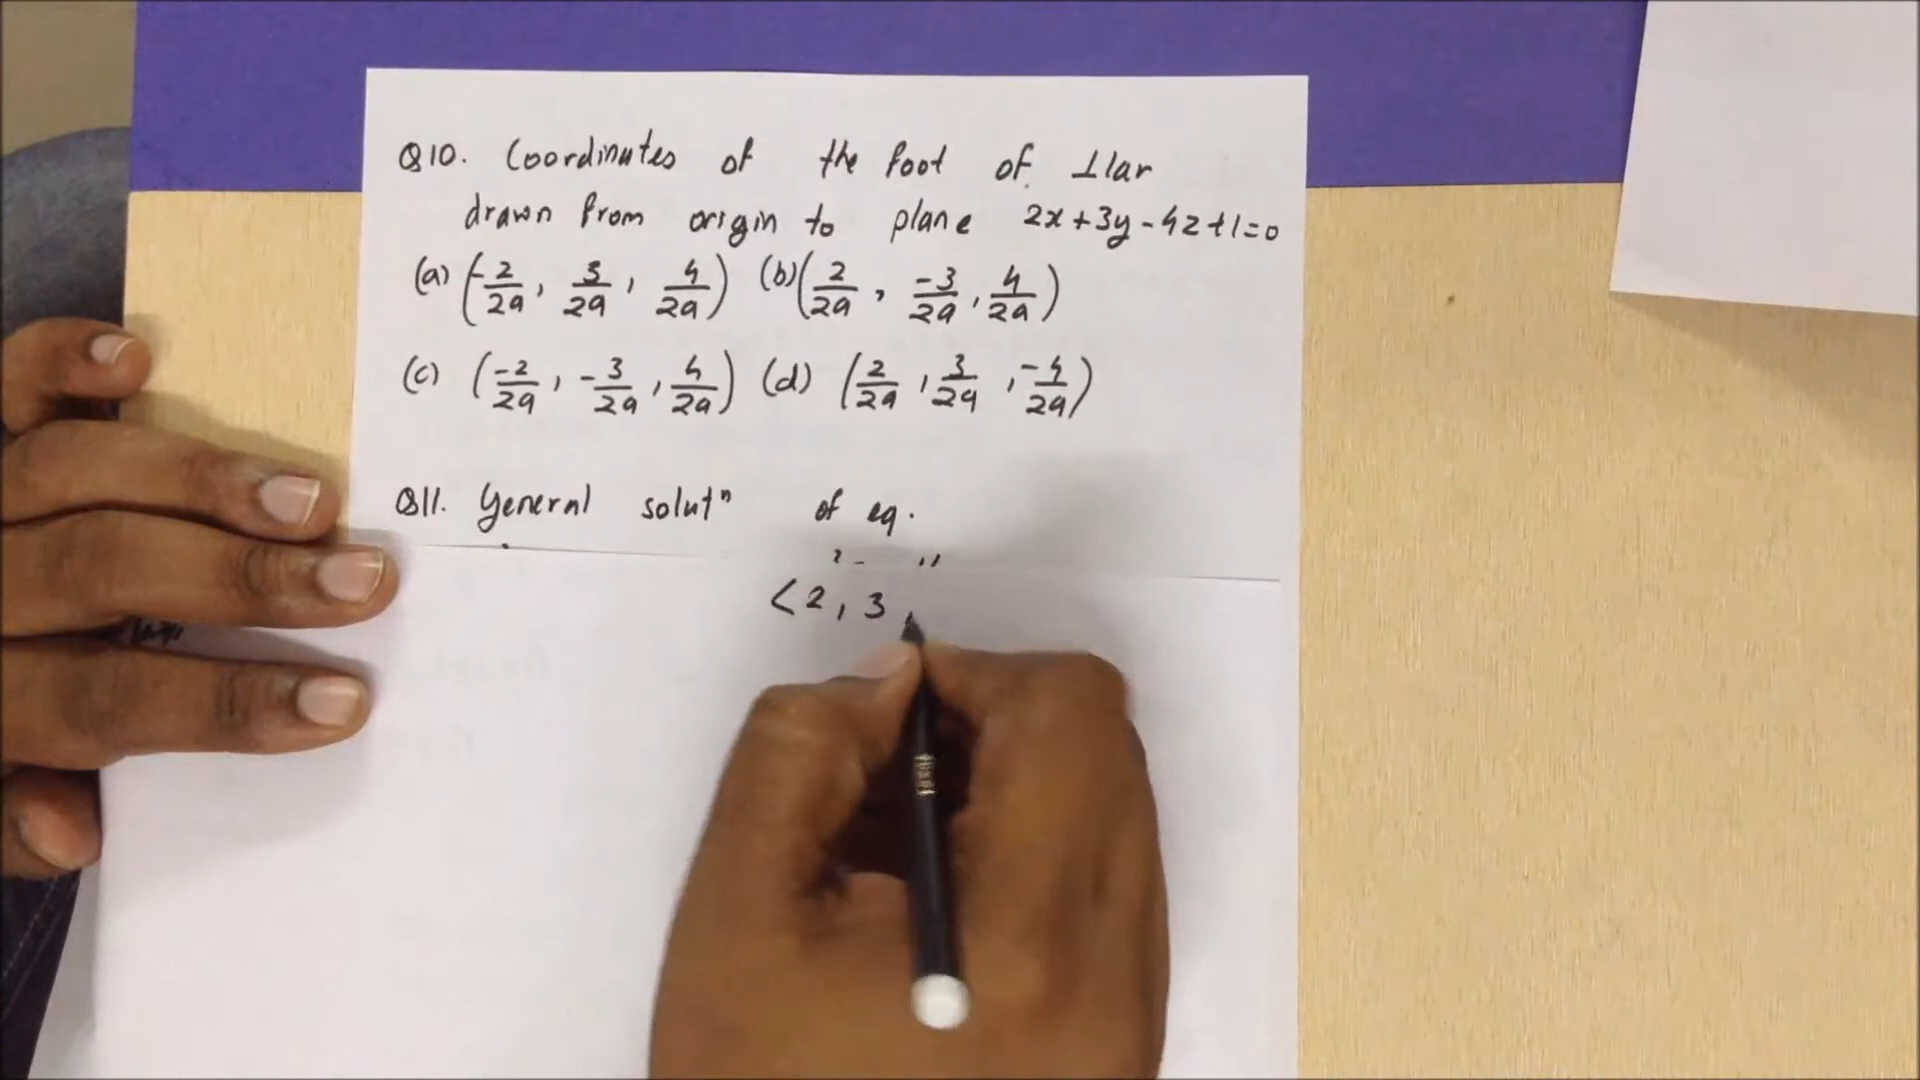 Q10. Coordinates of the foot of ⊥lar
drawn from origin to plane 2x+3y-4z+1=0
(a) (-2/29, 3/29, 4/29) (b) (2/29, -3/29, 4/29)
(c) (-2/29, -3/29, 4/29) (d) (2/29, 3/29, -4/29)
Q11. General solutⁿ of eq.
<2, 3,